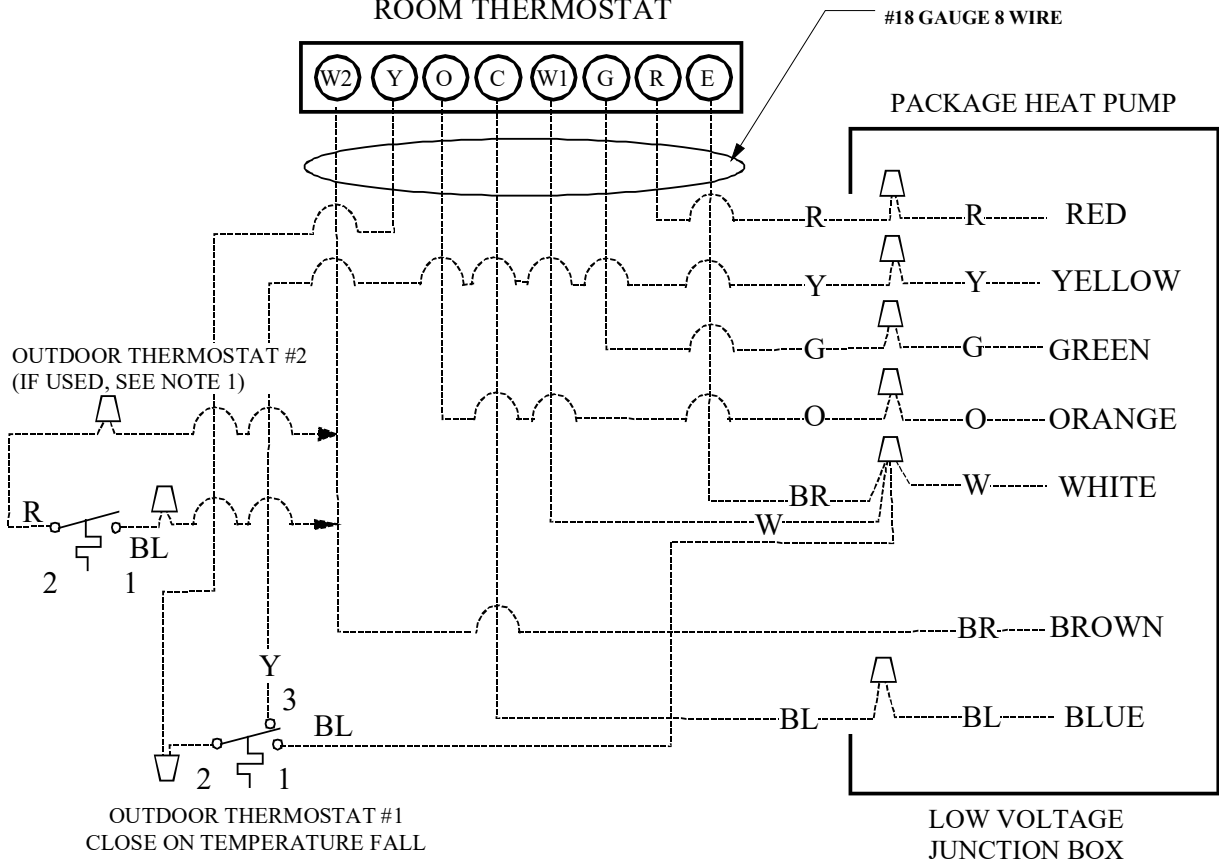 ROOM THERMOSTAT
#18 GAUGE 8 WIRE
W2 Y O C W1 G R E
PACKAGE HEAT PUMP
R R RED
Y Y YELLOW
OUTDOOR THERMOSTAT #2
(IF USED, SEE NOTE 1)
G G GREEN
O O ORANGE
BR W WHITE
R
W
BL
2 1
BR BROWN
Y
3
BL
BL BL BLUE
2 1
OUTDOOR THERMOSTAT #1
CLOSE ON TEMPERATURE FALL
LOW VOLTAGE
JUNCTION BOX